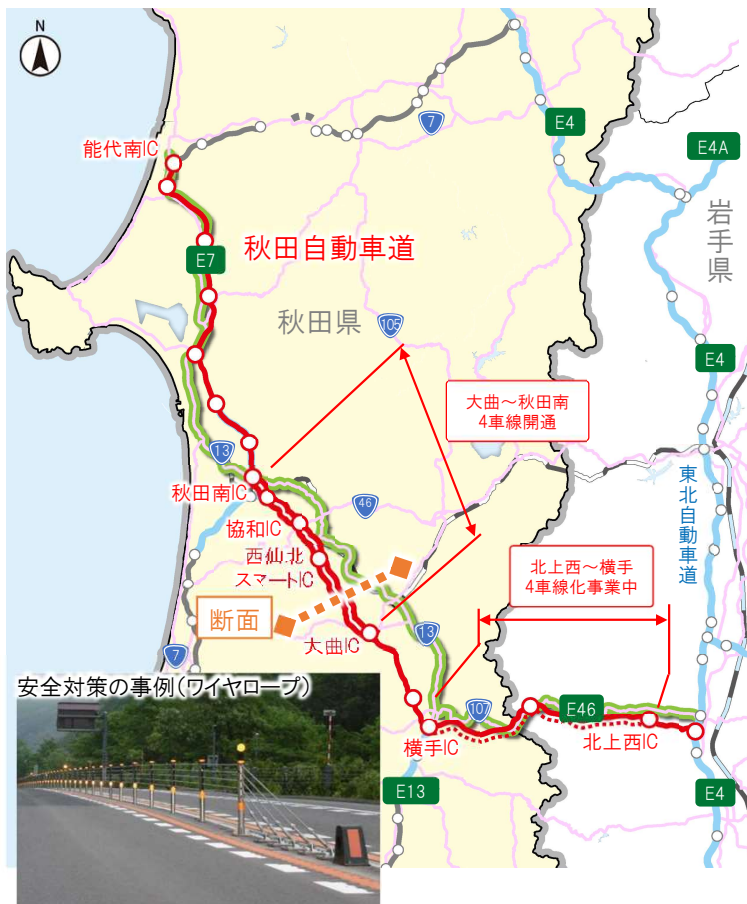 N
能代南IC
7
E4
E4A
岩手県
E7
秋田自動車道
秋田県
105
E4
大曲～秋田南
4車線開通
13
秋田南IC
46
協和IC
西仙北
スマートIC
東北自動車道
北上西～横手
4車線化事業中
断面
大曲IC
13
7
安全対策の事例(ワイヤロープ)
107
E46
横手IC
北上西IC
E13
E4